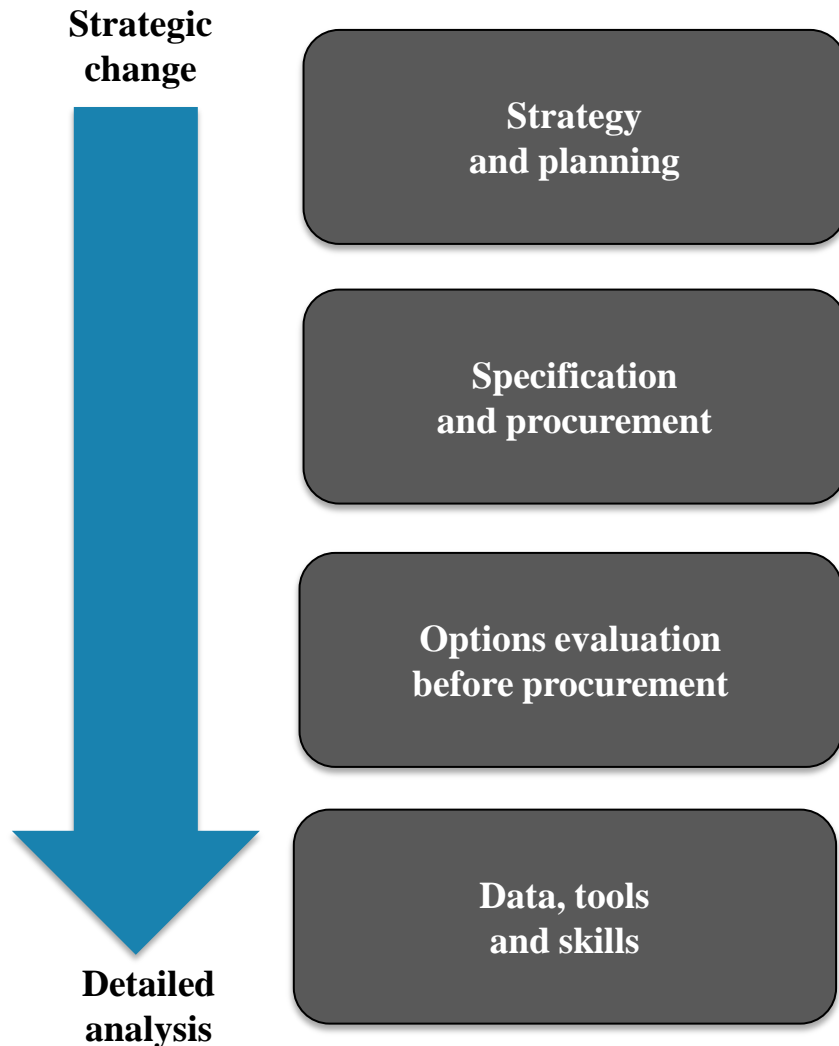 Strategic
change
Strategy
and planning
Specification
and procurement
Options evaluation
before procurement
Data, tools
and skills
Detailed
analysis